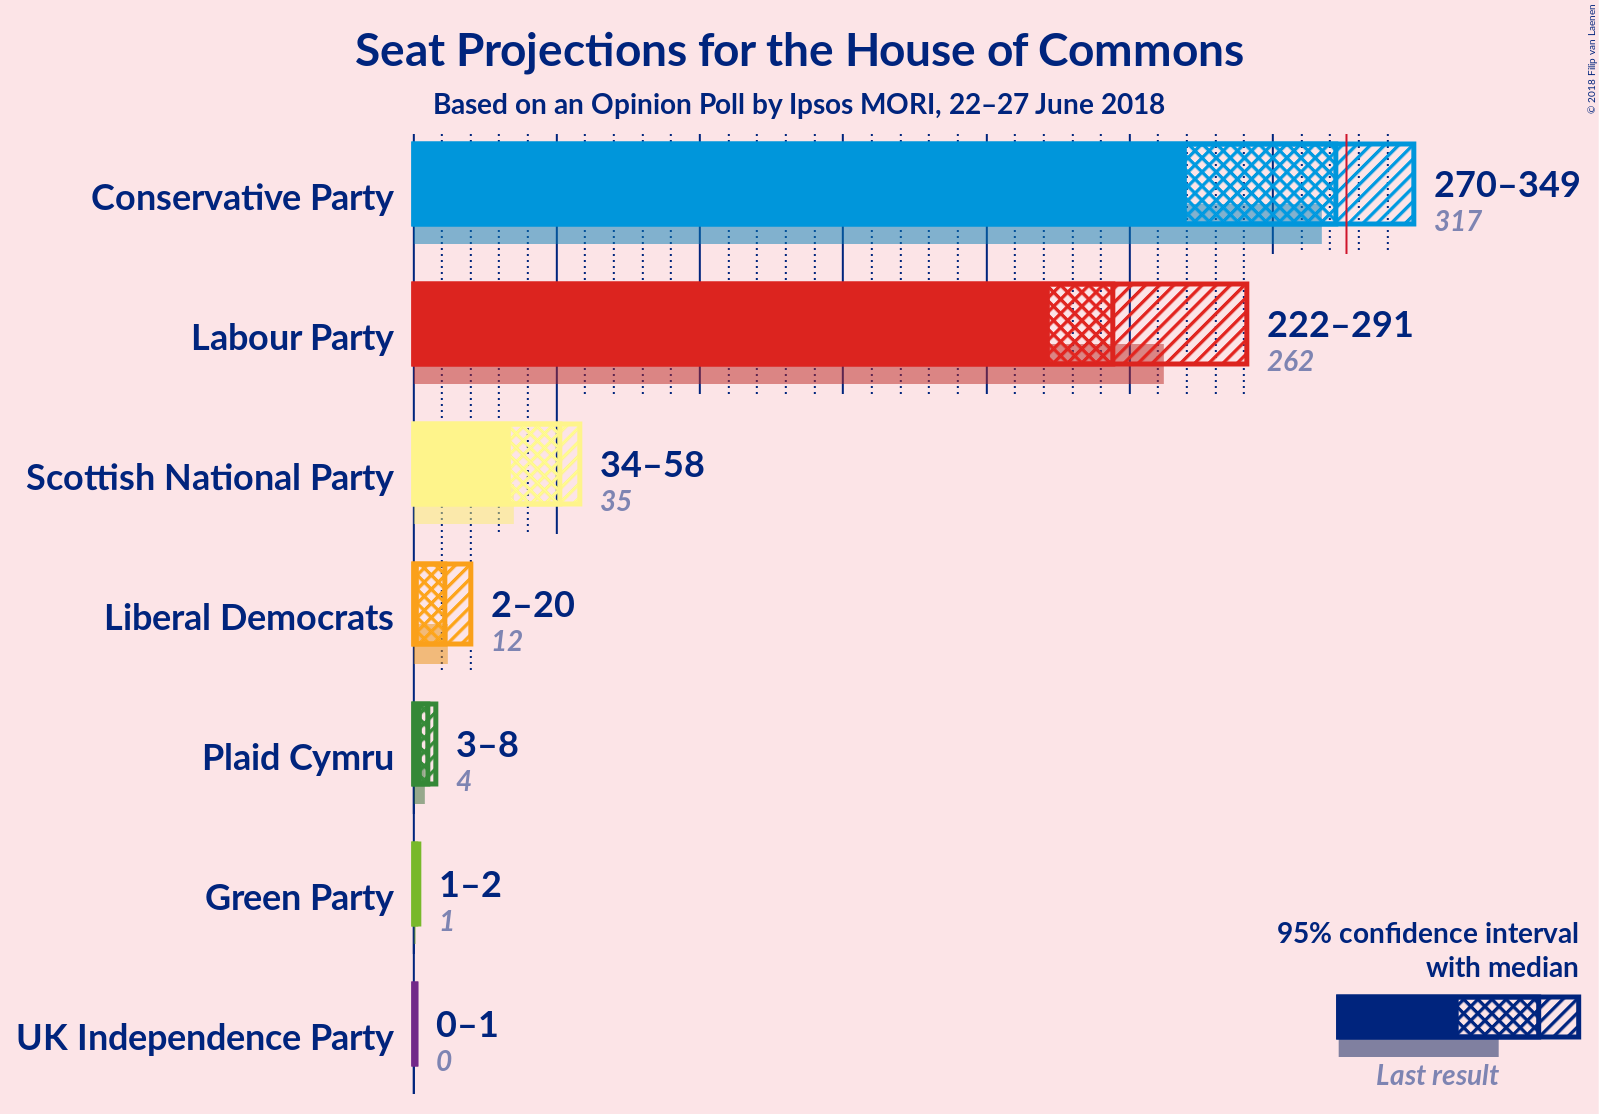 Seat Projections for the House of Commons
Based on an Opinion Poll by Ipsos MORI, 22–27 June 2018
© 2018 Filip van Laenen
Conservative Party
270–349
317
Labour Party
222–291
262
Scottish National Party
34–58
35
Liberal Democrats
2–20
12
Plaid Cymru
3–8
4
Green Party
1–2
1
UK Independence Party
0–1
0
95% confidence interval
with median
Last result